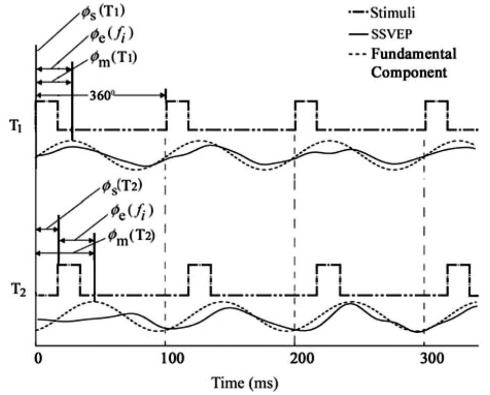 ϕs(T1)
ϕe(fi)
ϕm(T1)
360°
Stimuli
SSVEP
Fundamental
Component
T1
ϕs(T2)
ϕe(fi)
ϕm(T2)
T2
0 100 200 300
Time (ms)